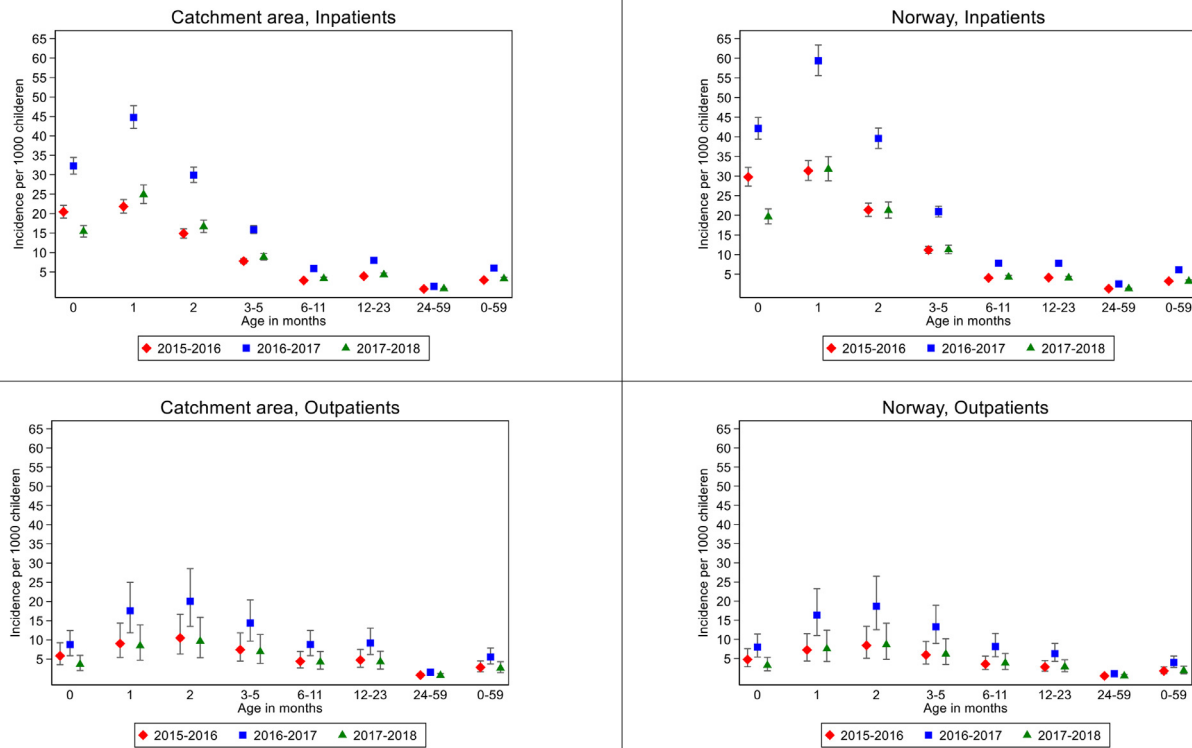 Catchment area, Inpatients
Incidence per 1000 childeren
65
60
55
50
45
40
35
30
25
20
15
10
5
0 1 2 3-5 6-11 12-23 24-59 0-59
Age in months
2015-2016 2016-2017 2017-2018
Norway, Inpatients
Incidence per 1000 childeren
65
60
55
50
45
40
35
30
25
20
15
10
5
0 1 2 3-5 6-11 12-23 24-59 0-59
Age in months
2015-2016 2016-2017 2017-2018
Catchment area, Outpatients
Incidence per 1000 childeren
65
60
55
50
45
40
35
30
25
20
15
10
5
0 1 2 3-5 6-11 12-23 24-59 0-59
Age in months
2015-2016 2016-2017 2017-2018
Norway, Outpatients
Incidence per 1000 childeren
65
60
55
50
45
40
35
30
25
20
15
10
5
0 1 2 3-5 6-11 12-23 24-59 0-59
Age in months
2015-2016 2016-2017 2017-2018